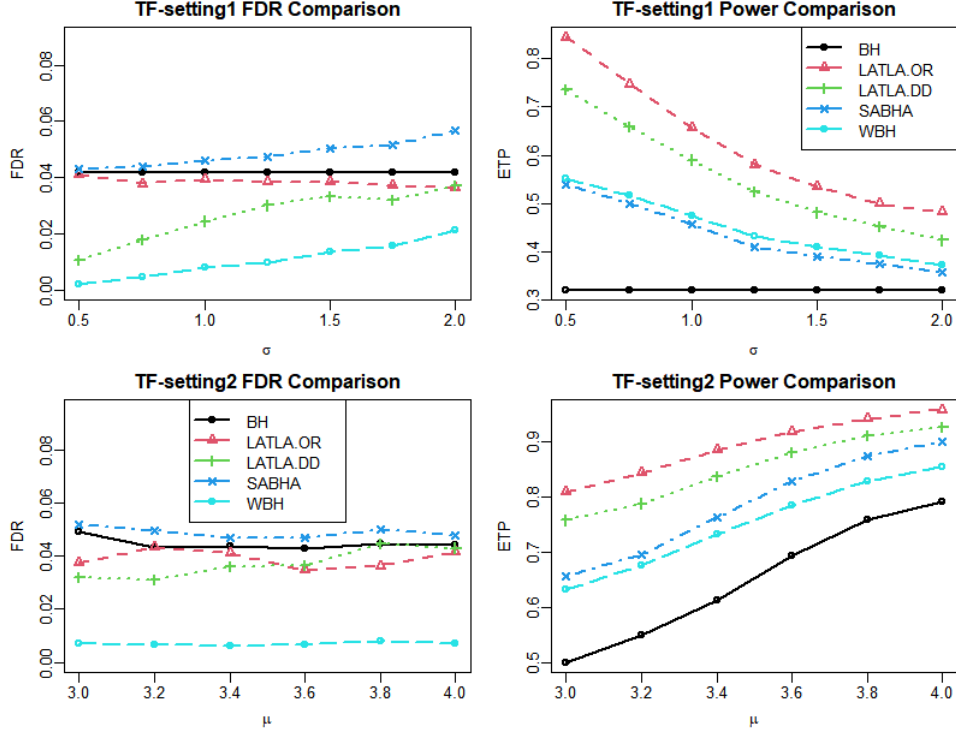 TF-setting1 FDR Comparison
FDR
0.00 0.02 0.04 0.06 0.08
0.5 1.0 1.5 2.0
σ
TF-setting1 Power Comparison
ETP
0.3 0.4 0.5 0.6 0.7 0.8
BH
LATLA.OR
LATLA.DD
SABHA
WBH
0.5 1.0 1.5 2.0
σ
TF-setting2 FDR Comparison
FDR
0.00 0.02 0.04 0.06 0.08
BH
LATLA.OR
LATLA.DD
SABHA
WBH
3.0 3.2 3.4 3.6 3.8 4.0
μ
TF-setting2 Power Comparison
ETP
0.5 0.6 0.7 0.8 0.9
3.0 3.2 3.4 3.6 3.8 4.0
μ